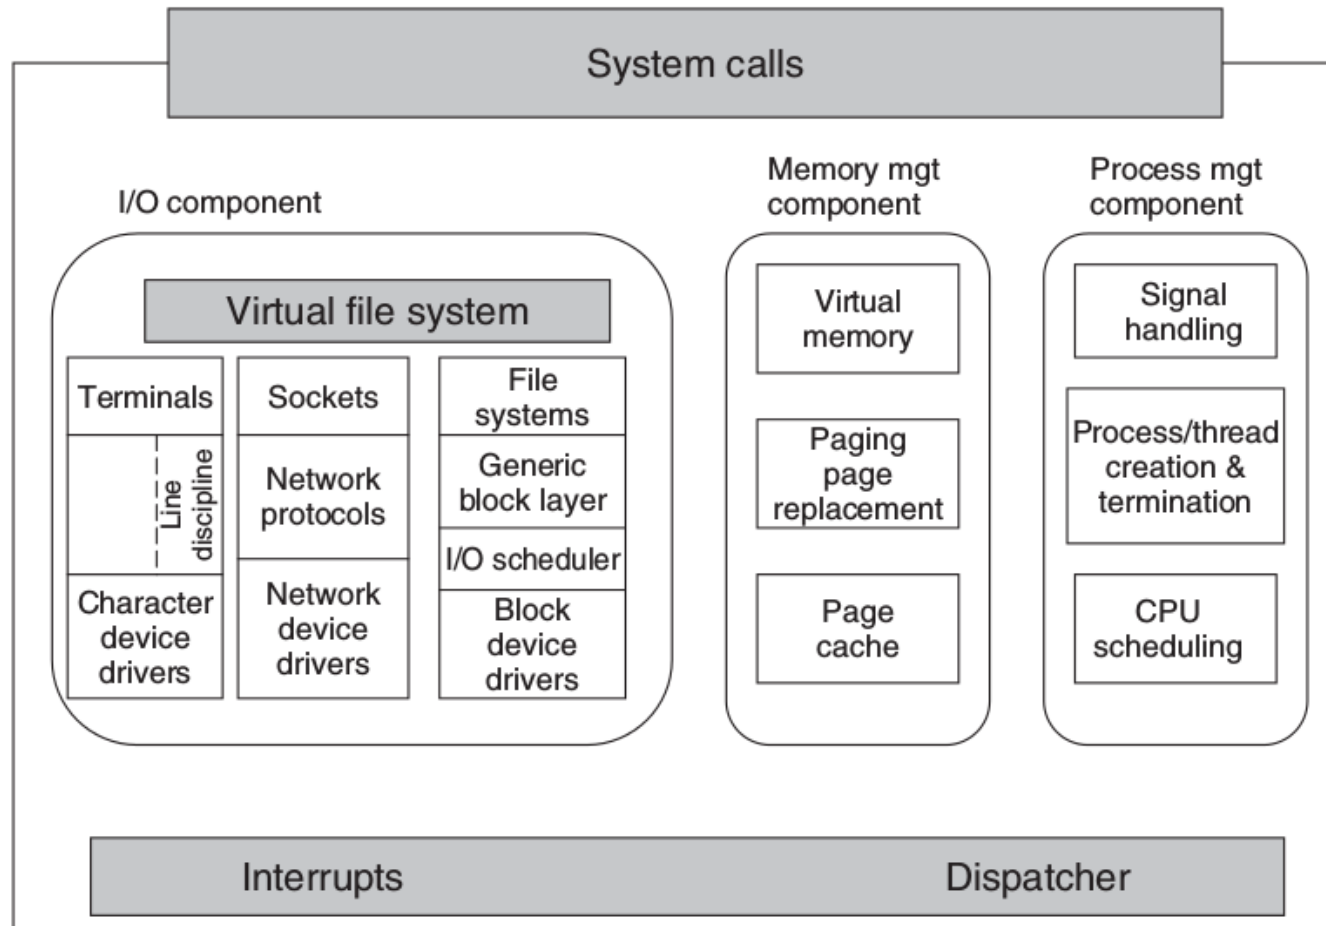 System calls
I/O component
Memory mgt
component
Process mgt
component
Virtual file system
Terminals
Line
discipline
Character
device
drivers
Sockets
Network
protocols
Network
device
drivers
File
systems
Generic
block layer
I/O scheduler
Block
device
drivers
Virtual
memory
Paging
page
replacement
Page
cache
Signal
handling
Process/thread
creation &
termination
CPU
scheduling
Interrupts
Dispatcher